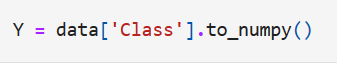 Y = data['Class'].to_numpy()